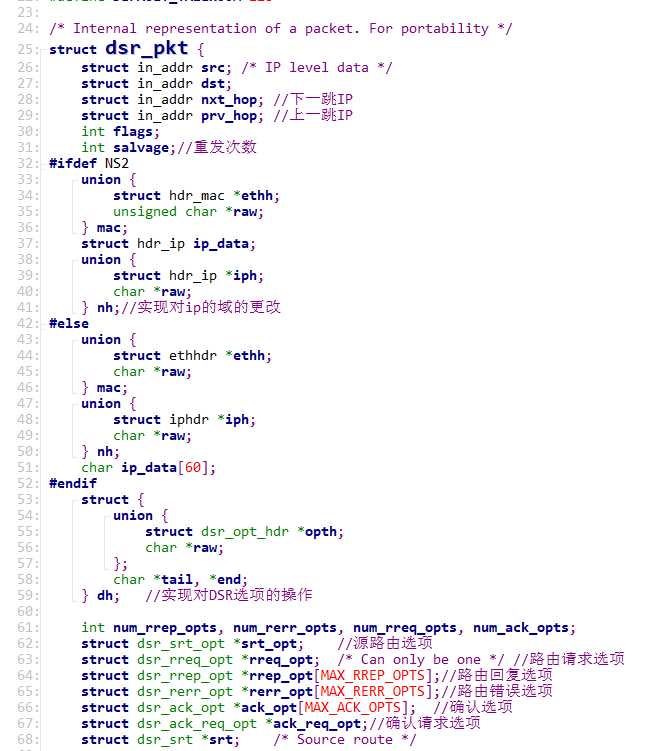 23:
24: /* Internal representation of a packet. For portability */
25: struct dsr_pkt {
26: struct in_addr src; /* IP level data */
27: struct in_addr dst;
28: struct in_addr nxt_hop; //下一跳IP
29: struct in_addr prv_hop; //上一跳IP
30: int flags;
31: int salvage;//重发次数
32: #ifdef NS2
33: union {
34: struct hdr_mac *ethh;
35: unsigned char *raw;
36: } mac;
37: struct hdr_ip ip_data;
38: union {
39: struct hdr_ip *iph;
40: char *raw;
41: } nh;//实现对ip的域的更改
42: #else
43: union {
44: struct ethhdr *ethh;
45: char *raw;
46: } mac;
47: union {
48: struct iphdr *iph;
49: char *raw;
50: } nh;
51: char ip_data[60];
52: #endif
53: struct {
54: union {
55: struct dsr_opt_hdr *opth;
56: char *raw;
57: };
58: char *tail, *end;
59: } dh; //实现对DSR选项的操作
60:
61: int num_rrep_opts, num_rerr_opts, num_rreq_opts, num_ack_opts;
62: struct dsr_srt_opt *srt_opt; //源路由选项
63: struct dsr_rreq_opt *rreq_opt; /* Can only be one */ //路由请求选项
64: struct dsr_rrep_opt *rrep_opt[MAX_RREP_OPTS];//路由回复选项
65: struct dsr_rerr_opt *rerr_opt[MAX_RERR_OPTS];//路由错误选项
66: struct dsr_ack_opt *ack_opt[MAX_ACK_OPTS]; //确认选项
67: struct dsr_ack_req_opt *ack_req_opt;//确认请求选项
68: struct dsr_srt *srt; /* Source route */